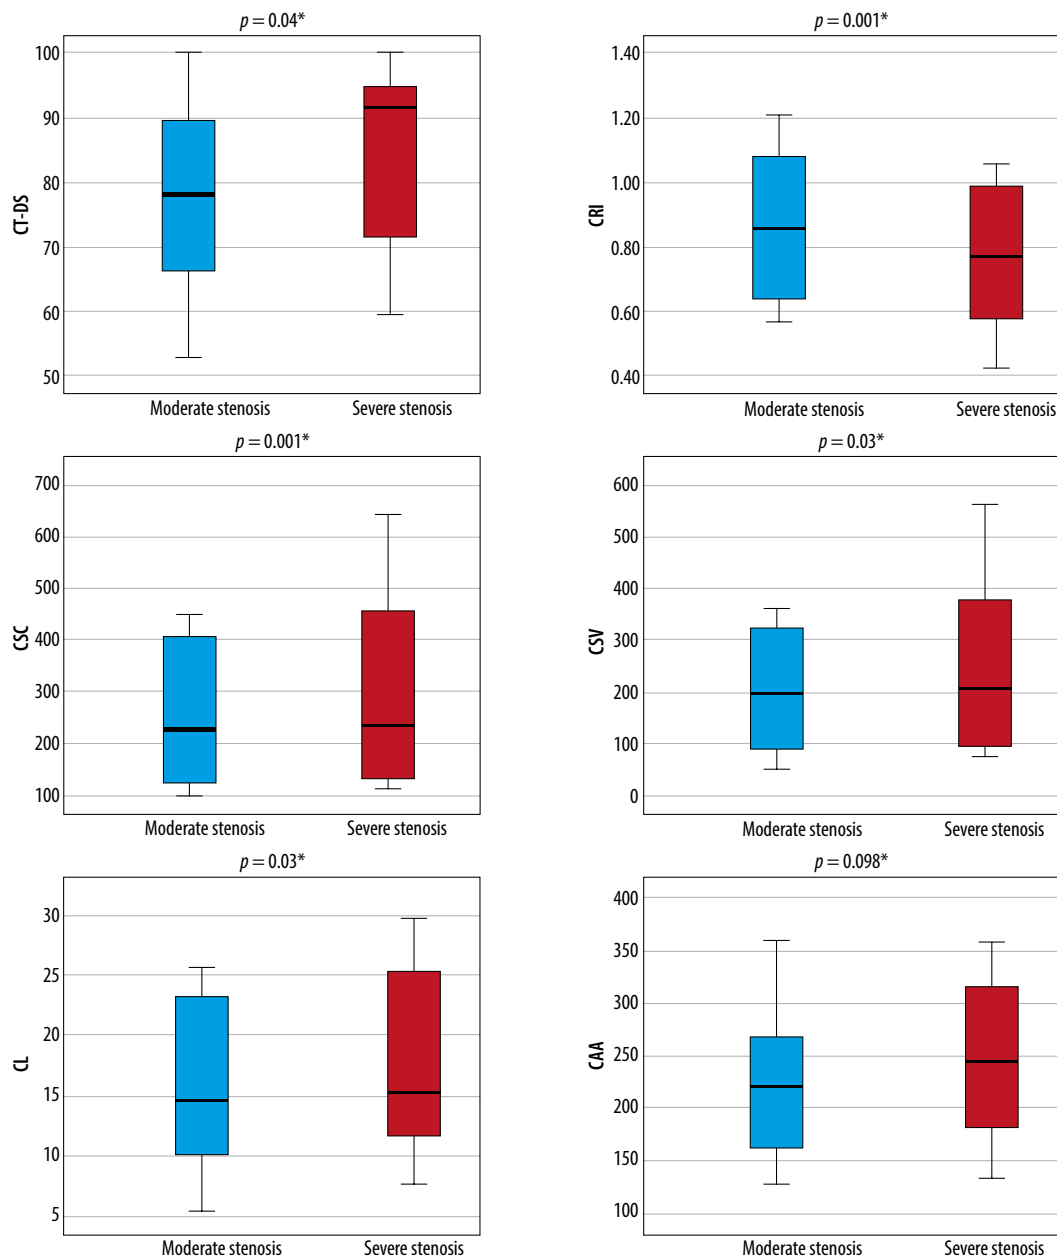 p = 0.04*
CT-DS
100
90
80
70
60
50
Moderate stenosis
Severe stenosis
p = 0.001*
CRI
1.40
1.20
1.00
0.80
0.60
0.40
Moderate stenosis
Severe stenosis
p = 0.001*
CSC
700
600
500
400
300
200
100
Moderate stenosis
Severe stenosis
p = 0.03*
CSV
600
500
400
300
200
100
0
Moderate stenosis
Severe stenosis
p = 0.03*
CL
30
25
20
15
10
5
Moderate stenosis
Severe stenosis
p = 0.098*
CAA
400
350
300
250
200
150
100
Moderate stenosis
Severe stenosis